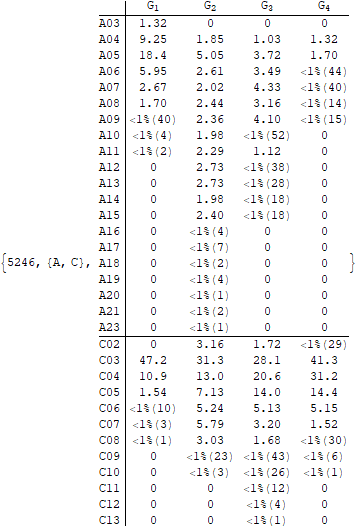 G₁ G₂ G₃ G₄
A03 1.32 0 0 0
A04 9.25 1.85 1.03 1.32
A05 18.4 5.05 3.72 1.70
A06 5.95 2.61 3.49 <1%(44)
A07 2.67 2.02 4.33 <1%(40)
A08 1.70 2.44 3.16 <1%(14)
A09 <1%(40) 2.36 4.10 <1%(15)
A10 <1%(4) 1.98 <1%(52) 0
A11 <1%(2) 2.29 1.12 0
A12 0 2.73 <1%(38) 0
A13 0 2.73 <1%(28) 0
A14 0 1.98 <1%(18) 0
A15 0 2.40 <1%(18) 0
A16 0 <1%(4) 0 0
A17 0 <1%(7) 0 0
{5246, {A, C}, A18 0 <1%(2) 0 0 }
A19 0 <1%(4) 0 0
A20 0 <1%(1) 0 0
A21 0 <1%(2) 0 0
A23 0 <1%(1) 0 0
C02 0 3.16 1.72 <1%(29)
C03 47.2 31.3 28.1 41.3
C04 10.9 13.0 20.6 31.2
C05 1.54 7.13 14.0 14.4
C06 <1%(10) 5.24 5.13 5.15
C07 <1%(3) 5.79 3.20 1.52
C08 <1%(1) 3.03 1.68 <1%(30)
C09 0 <1%(23) <1%(43) <1%(6)
C10 0 <1%(3) <1%(26) <1%(1)
C11 0 0 <1%(12) 0
C12 0 0 <1%(4) 0
C13 0 0 <1%(1) 0